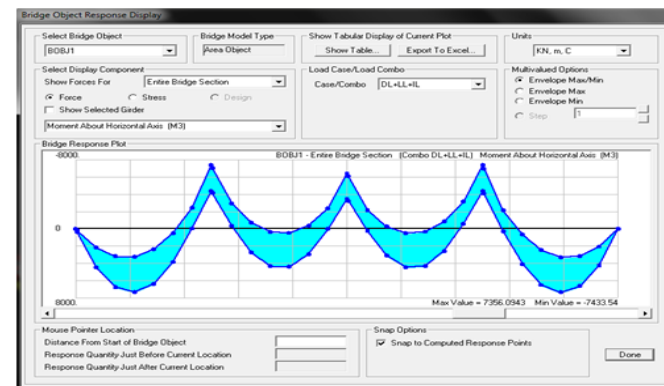 Bridge Object Response Display
Select Bridge Object
BOBJ1
Bridge Model Type
Area Object
Show Tabular Display of Current Plot
Show Table...
Export To Excel...
Units
KN, m, C
Select Display Component
Show Forces For
Entire Bridge Section
Force
Stress
Design
Show Selected Girder
Moment About Horizontal Axis (M3)
Load Case/Load Combo
Case/Combo
DL+LL+IL
Multivalued Options
Envelope Max/Min
Envelope Max
Envelope Min
Step
1
Bridge Response Plot
-8000.
BOBJ1 - Entire Bridge Section (Combo DL+LL+IL) Moment About Horizontal Axis (M3)
0
8000.
Max Value = 7356.0943 Min Value = -7433.54
Mouse Pointer Location
Distance From Start of Bridge Object
Response Quantity Just Before Current Location
Response Quantity Just After Current Location
Snap Options
Snap to Computed Response Points
Done